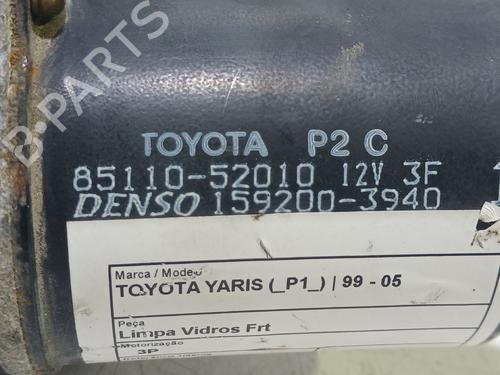 B-PARTS
TOYOTA P2 C
85110-52010 12V 3F
DENSO 159200-3940
Marca / Modelo
TOYOTA YARIS (_P1_) | 99 - 05
Peça
Limpa Vidros Frt
Motorização
3P